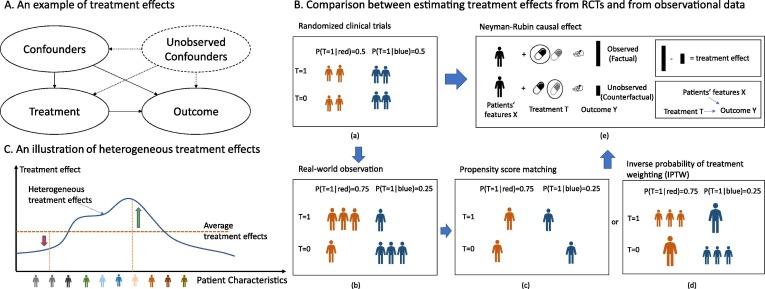 A. An example of treatment effects
Confounders
Unobserved
Confounders
Treatment
Outcome
C. An illustration of heterogeneous treatment effects
Treatment effect
Heterogeneous
treatment effects
Average
treatment effects
Patient Characteristics
B. Comparison between estimating treatment effects from RCTs and from observational data
Randomized clinical trials
P(T=1|red)=0.5 P(T=1|blue)=0.5
T=1
T=0
(a)
Neyman-Rubin causal effect
+
Observed
(Factual)
+
Unobserved
(Counterfactual)
Patients'
features X
Treatment T
Outcome Y
- = treatment effect
Patients' features X
Treatment T
Outcome Y
(e)
Real-world observation
P(T=1|red)=0.75 P(T=1|blue)=0.25
T=1
T=0
(b)
Propensity score matching
P(T=1|red)=0.75 P(T=1|blue)=0.25
T=1
T=0
(c)
or
Inverse probability of treatment
weighting (IPTW)
P(T=1|red)=0.75 P(T=1|blue)=0.25
T=1
T=0
(d)